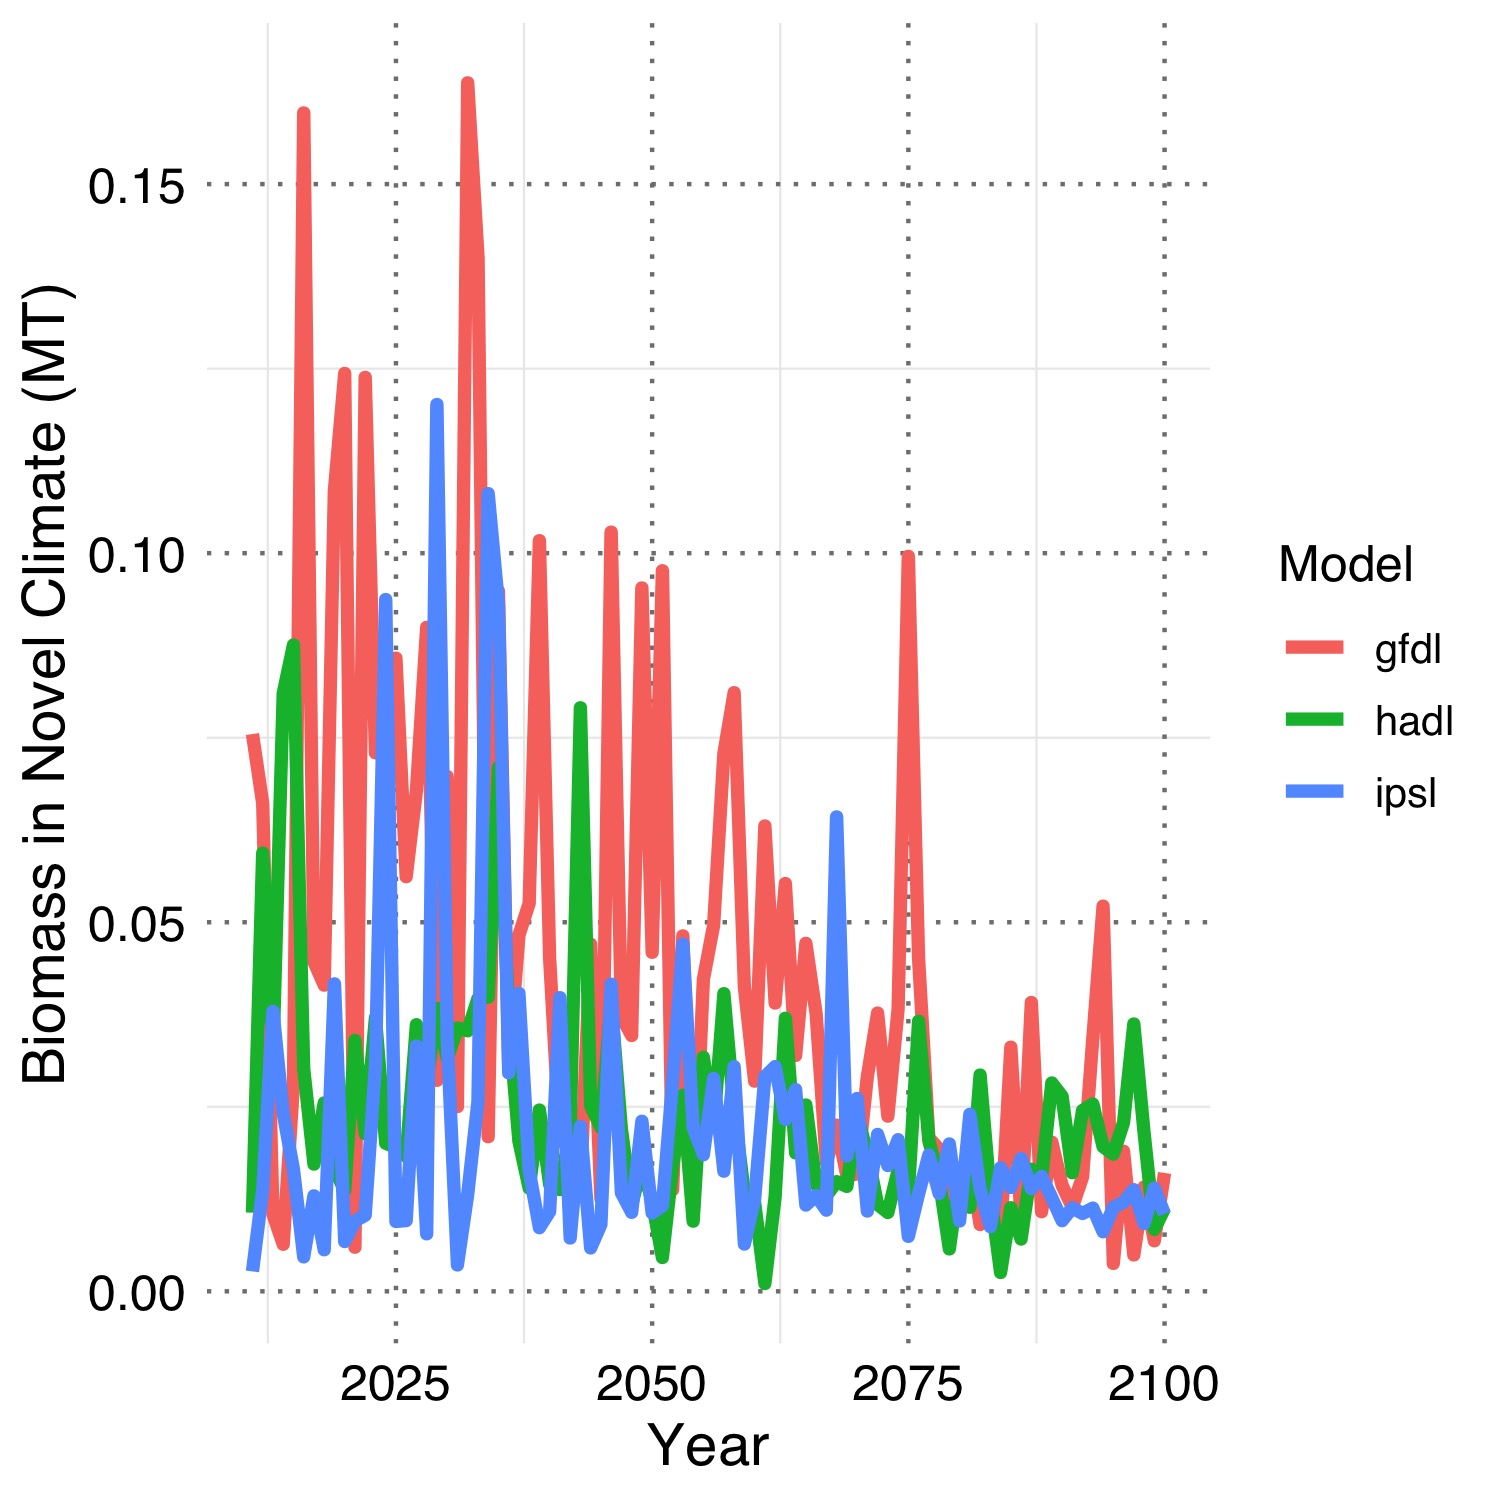 Biomass in Novel Climate (MT)
0.15
0.10
0.05
0.00
2025 2050 2075 2100
Year
Model
gfdl
hadl
ipsl